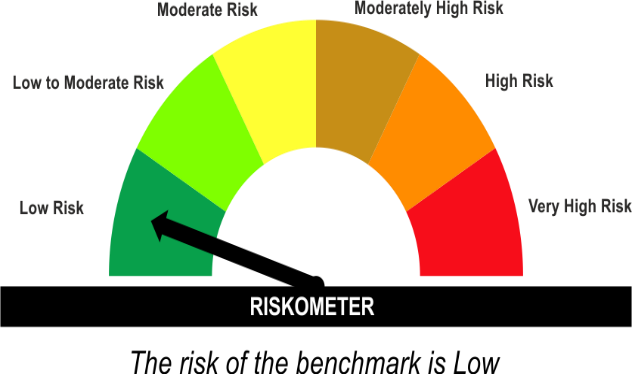 Moderate Risk
Moderately High Risk
Low to Moderate Risk
High Risk
Low Risk
Very High Risk
RISKOMETER
The risk of the benchmark is Low